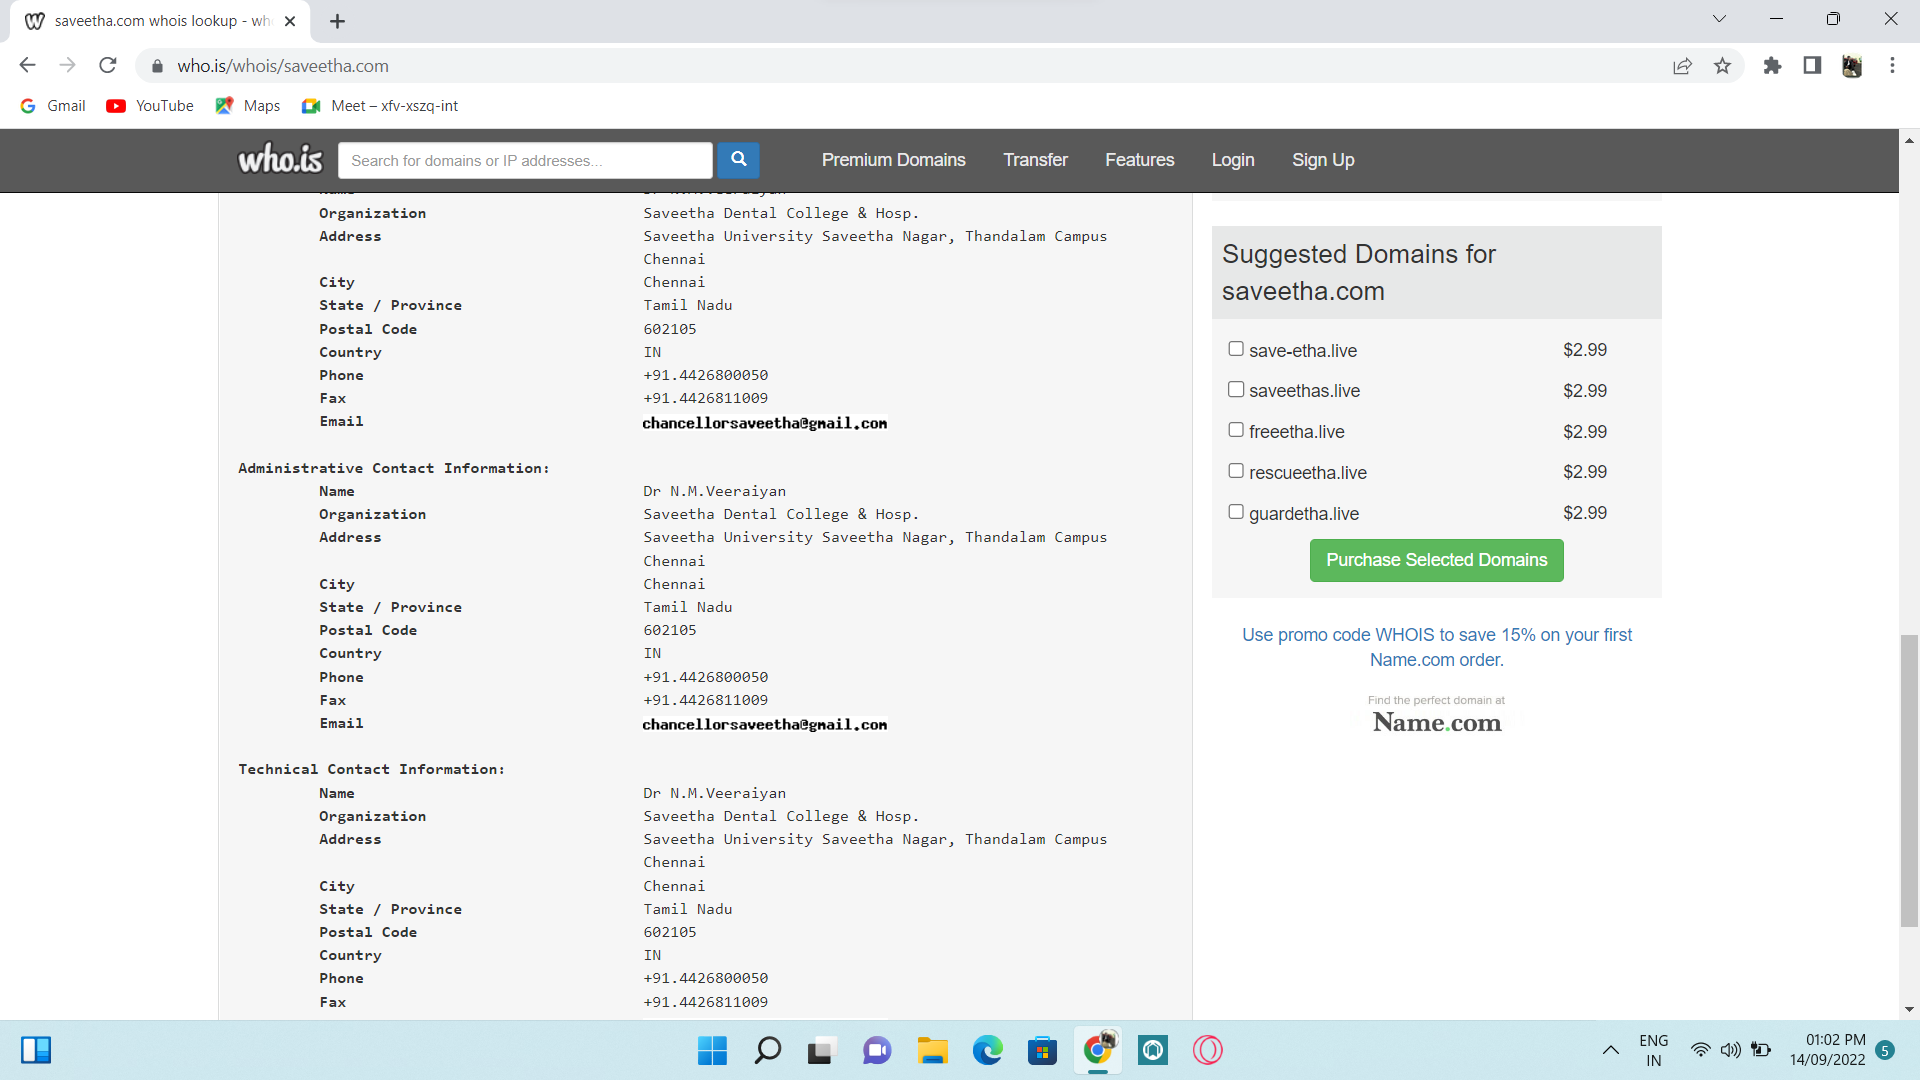 saveetha.com whois lookup - who
who.is/whois/saveetha.com
Gmail
YouTube
Maps
Meet – xfv-xszq-int
who.is
Search for domains or IP addresses...
Premium Domains
Transfer
Features
Login
Sign Up
Organization Saveetha Dental College & Hosp.
Address Saveetha University Saveetha Nagar, Thandalam Campus
Chennai
City Chennai
State / Province Tamil Nadu
Postal Code 602105
Country IN
Phone +91.4426800050
Fax +91.4426811009
Email chancellorsaveetha@gmail.com
Administrative Contact Information:
Name Dr N.M.Veeraiyan
Organization Saveetha Dental College & Hosp.
Address Saveetha University Saveetha Nagar, Thandalam Campus
Chennai
City Chennai
State / Province Tamil Nadu
Postal Code 602105
Country IN
Phone +91.4426800050
Fax +91.4426811009
Email chancellorsaveetha@gmail.com
Technical Contact Information:
Name Dr N.M.Veeraiyan
Organization Saveetha Dental College & Hosp.
Address Saveetha University Saveetha Nagar, Thandalam Campus
Chennai
City Chennai
State / Province Tamil Nadu
Postal Code 602105
Country IN
Phone +91.4426800050
Fax +91.4426811009
Suggested Domains for
saveetha.com
save-etha.live $2.99
saveethas.live $2.99
freeetha.live $2.99
rescueetha.live $2.99
guardetha.live $2.99
Purchase Selected Domains
Use promo code WHOIS to save 15% on your first
Name.com order.
Find the perfect domain at
Name.com
ENG
IN
01:02 PM
14/09/2022
5